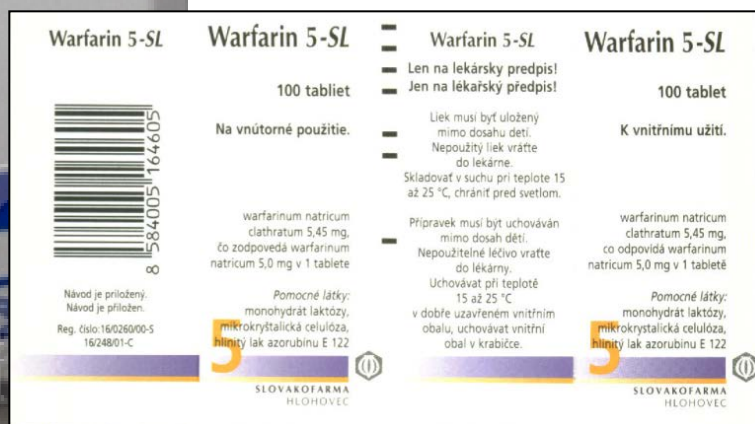 Warfarin 5-SL
8 584005 164605
Návod je priložený.
Návod je přiložen.
Reg. číslo:16/0260/00-S
16/248/01-C
Warfarin 5-SL
100 tabliet
Na vnútorné použitie.
warfarinum natricum
clathratum 5,45 mg,
čo zodpovedá warfarinum
natricum 5,0 mg v 1 tablete
Pomocné látky:
monohydrát laktózy,
mikrokryštalická celulóza,
hlinitý lak azorubínu E 122
5
SLOVAKOFARMA
HLOHOVEC
Warfarin 5-SL
Len na lekársky predpis!
Jen na lékařský předpis!
Liek musí byť uložený
mimo dosahu detí.
Nepoužitý liek vráťte
do lekárne.
Skladovať v suchu pri teplote 15
až 25 °C, chrániť pred svetlom.
Přípravek musí být uchováván
mimo dosah dětí.
Nepoužitelné léčivo vraťte
do lékárny.
Uchovávat při teplotě
15 až 25 °C
v dobře uzavřeném vnitřním
obalu, uchovávat vnitřní
obal v krabičce.
Warfarin 5-SL
100 tablet
K vnitřnímu užití.
warfarinum natricum
clathratum 5,45 mg,
co odpovídá warfarinum
natricum 5,0 mg v 1 tabletě
Pomocné látky:
monohydrát laktózy,
mikrokrystalická celulóza,
hlinitý lak azorubinu E 122
5
SLOVAKOFARMA
HLOHOVEC